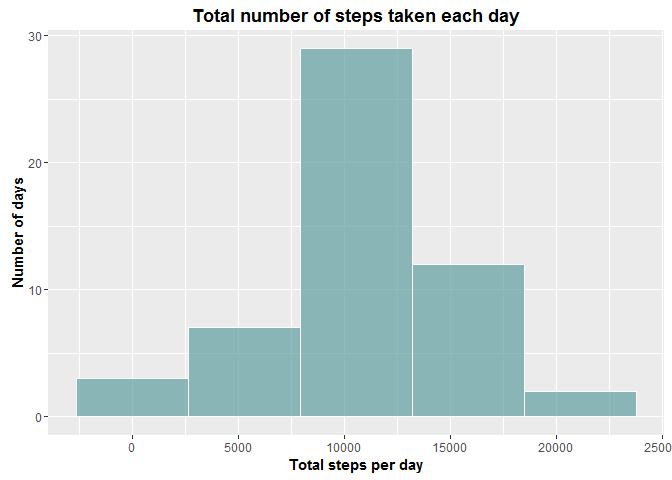 Total number of steps taken each day
30
20
10
0
Number of days
0 5000 10000 15000 20000 25000
Total steps per day